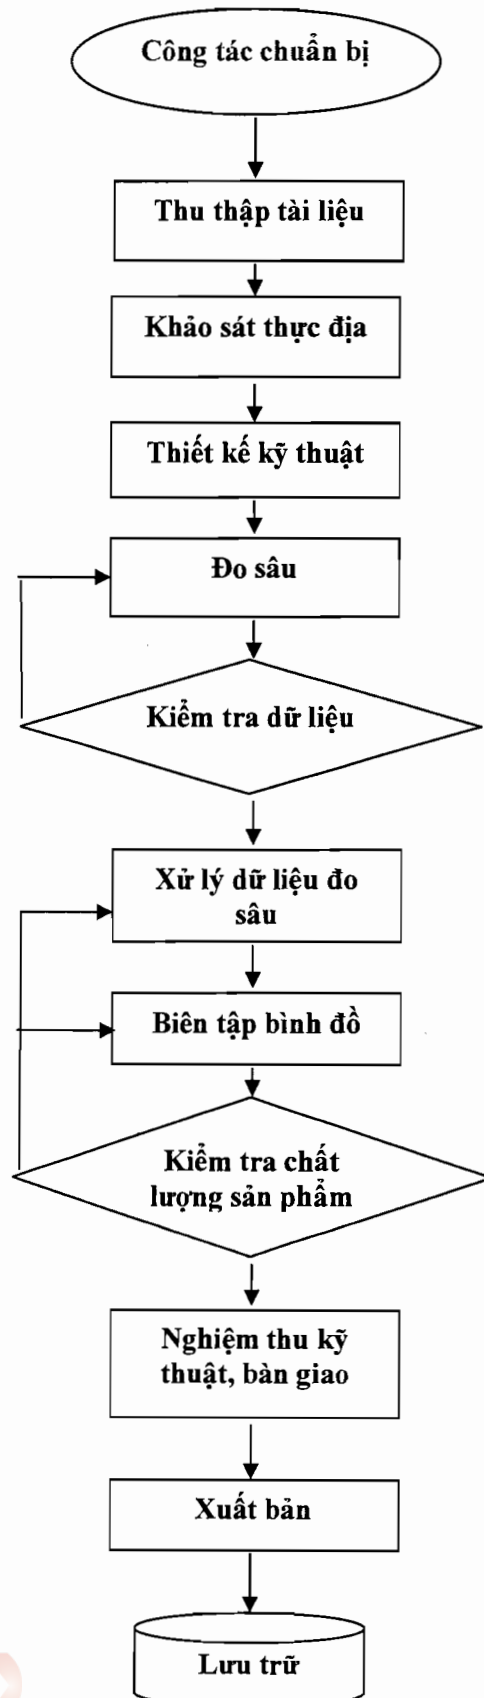 Công tác chuẩn bị
Thu thập tài liệu
Khảo sát thực địa
Thiết kế kỹ thuật
Đo sâu
Kiểm tra dữ liệu
Xử lý dữ liệu đo
sâu
Biên tập bình đồ
Kiểm tra chất
lượng sản phẩm
Nghiệm thu kỹ
thuật, bàn giao
Xuất bản
Lưu trữ